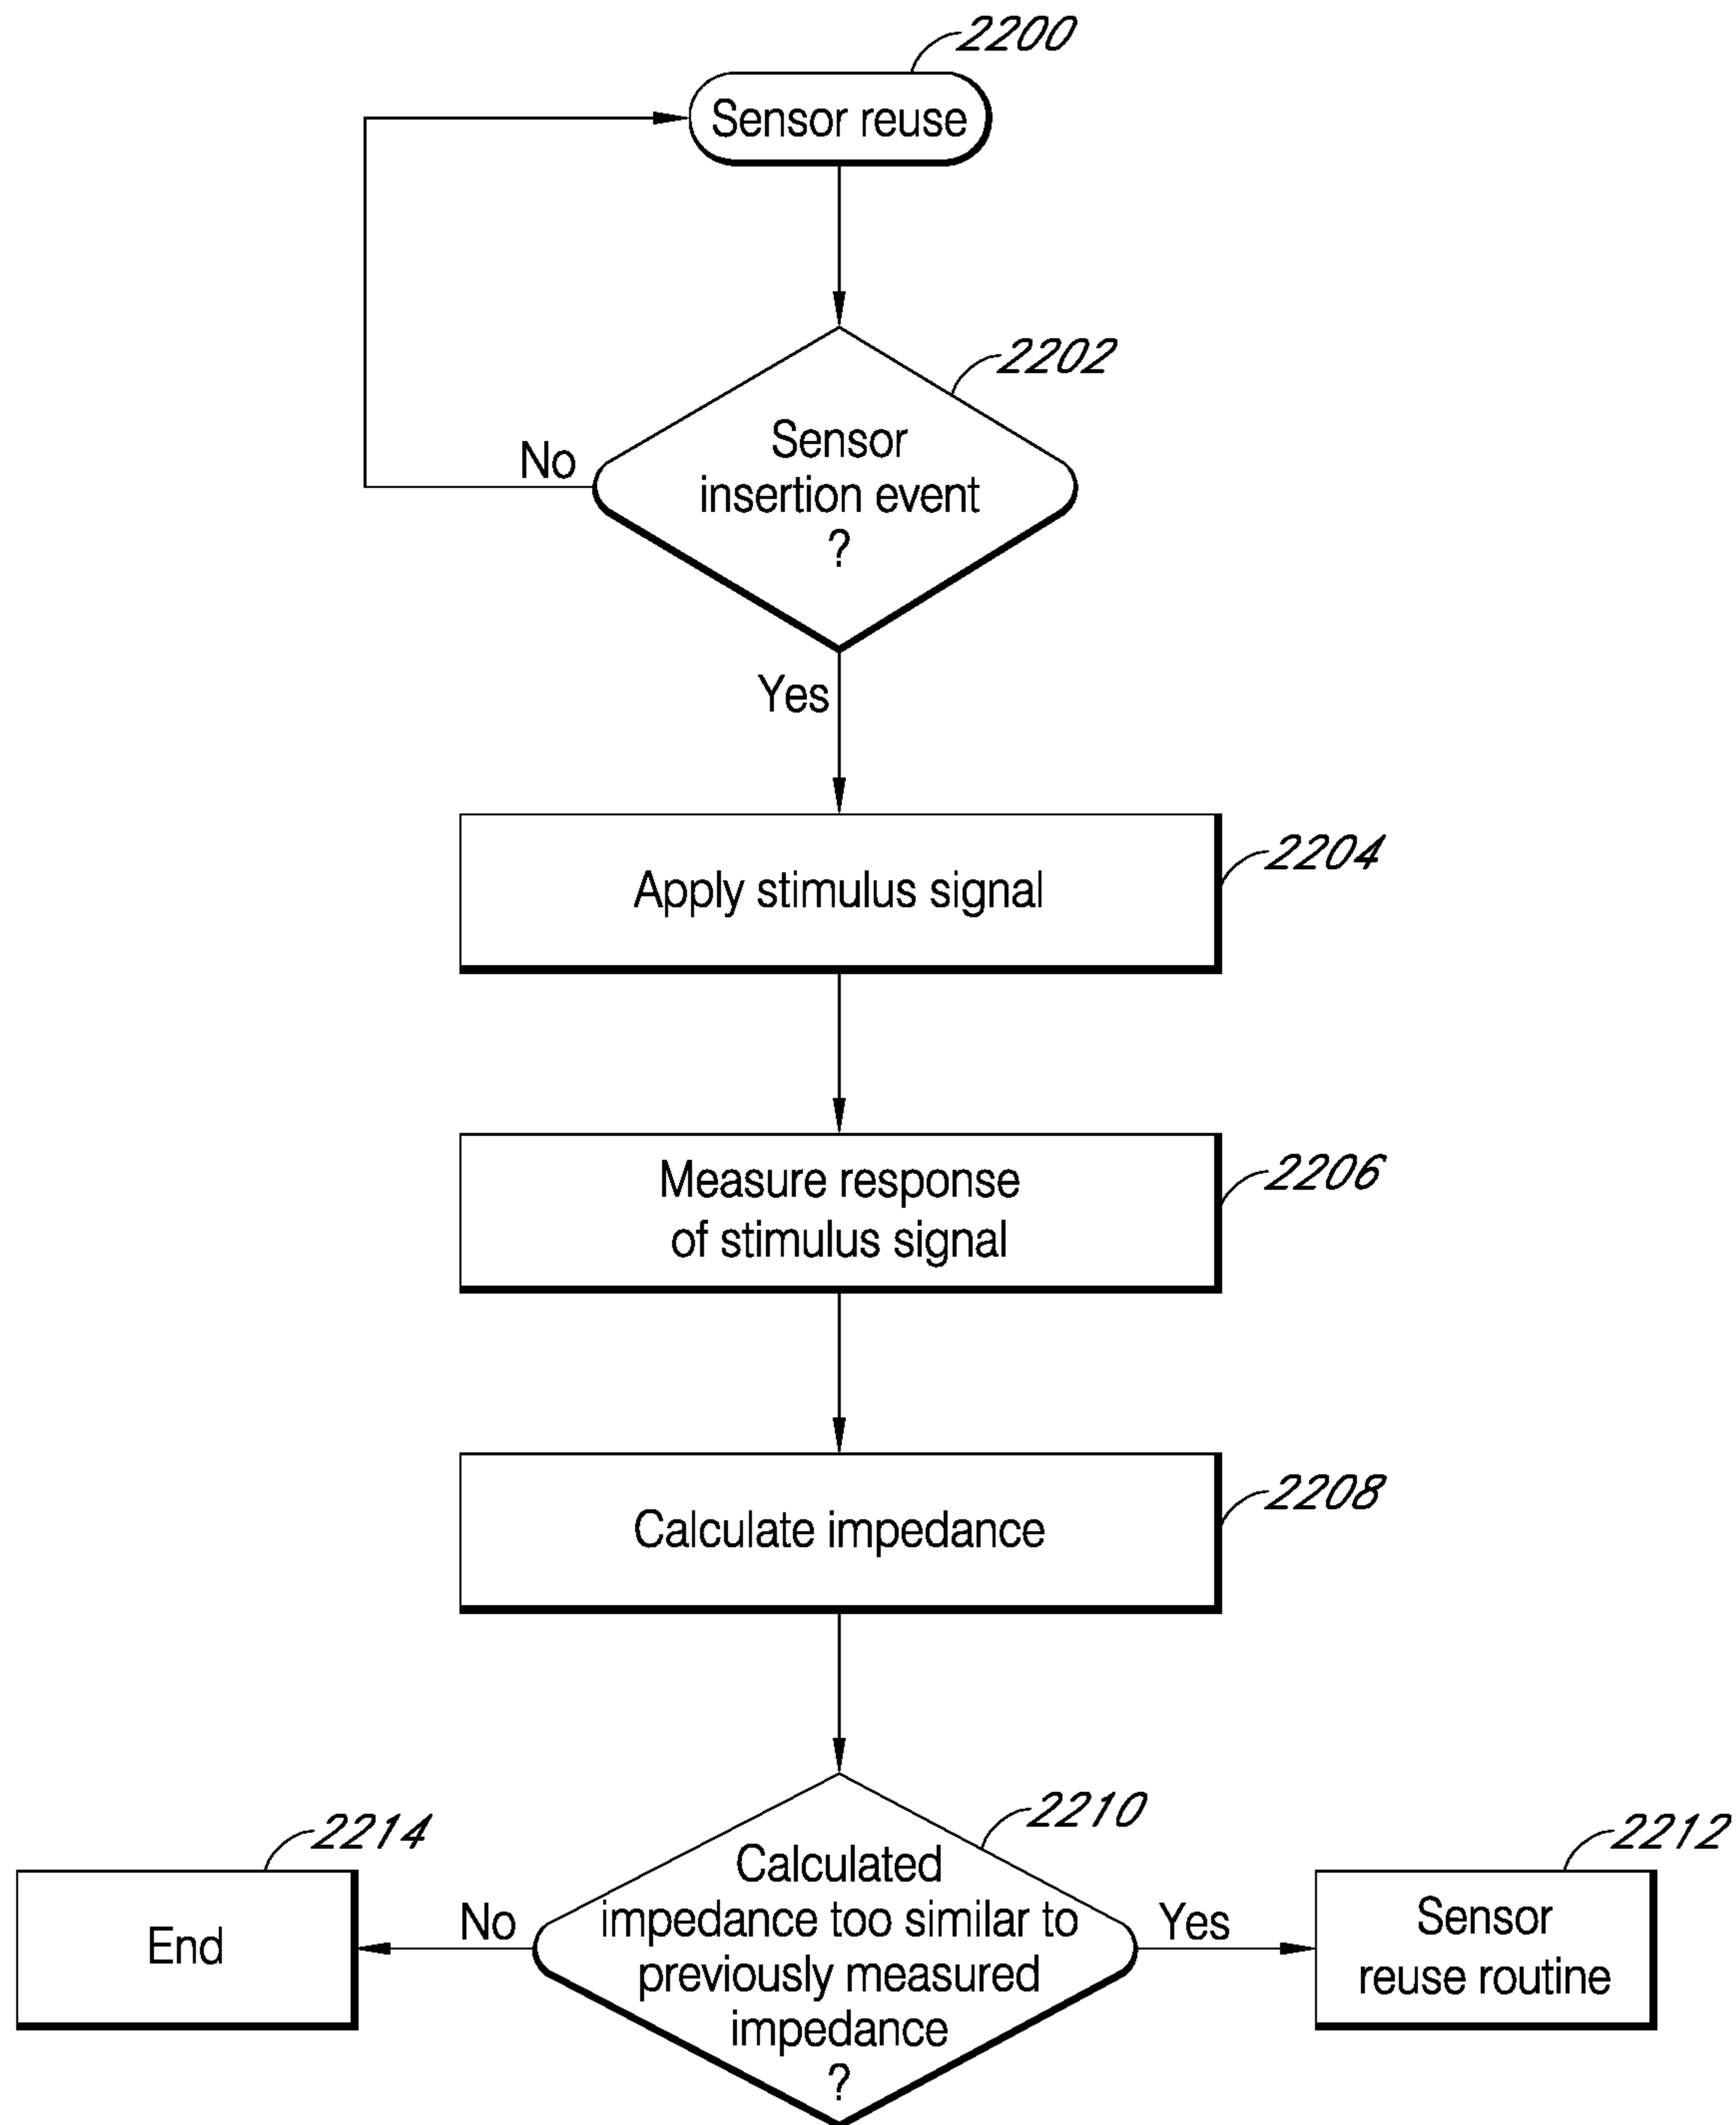 2200
Sensor reuse
2202
Sensor
insertion event
?
No
Yes
2204
Apply stimulus signal
2206
Measure response
of stimulus signal
2208
Calculate impedance
2210
Calculated
impedance too similar to
previously measured
impedance
?
No
2214
End
Yes
2212
Sensor
reuse routine